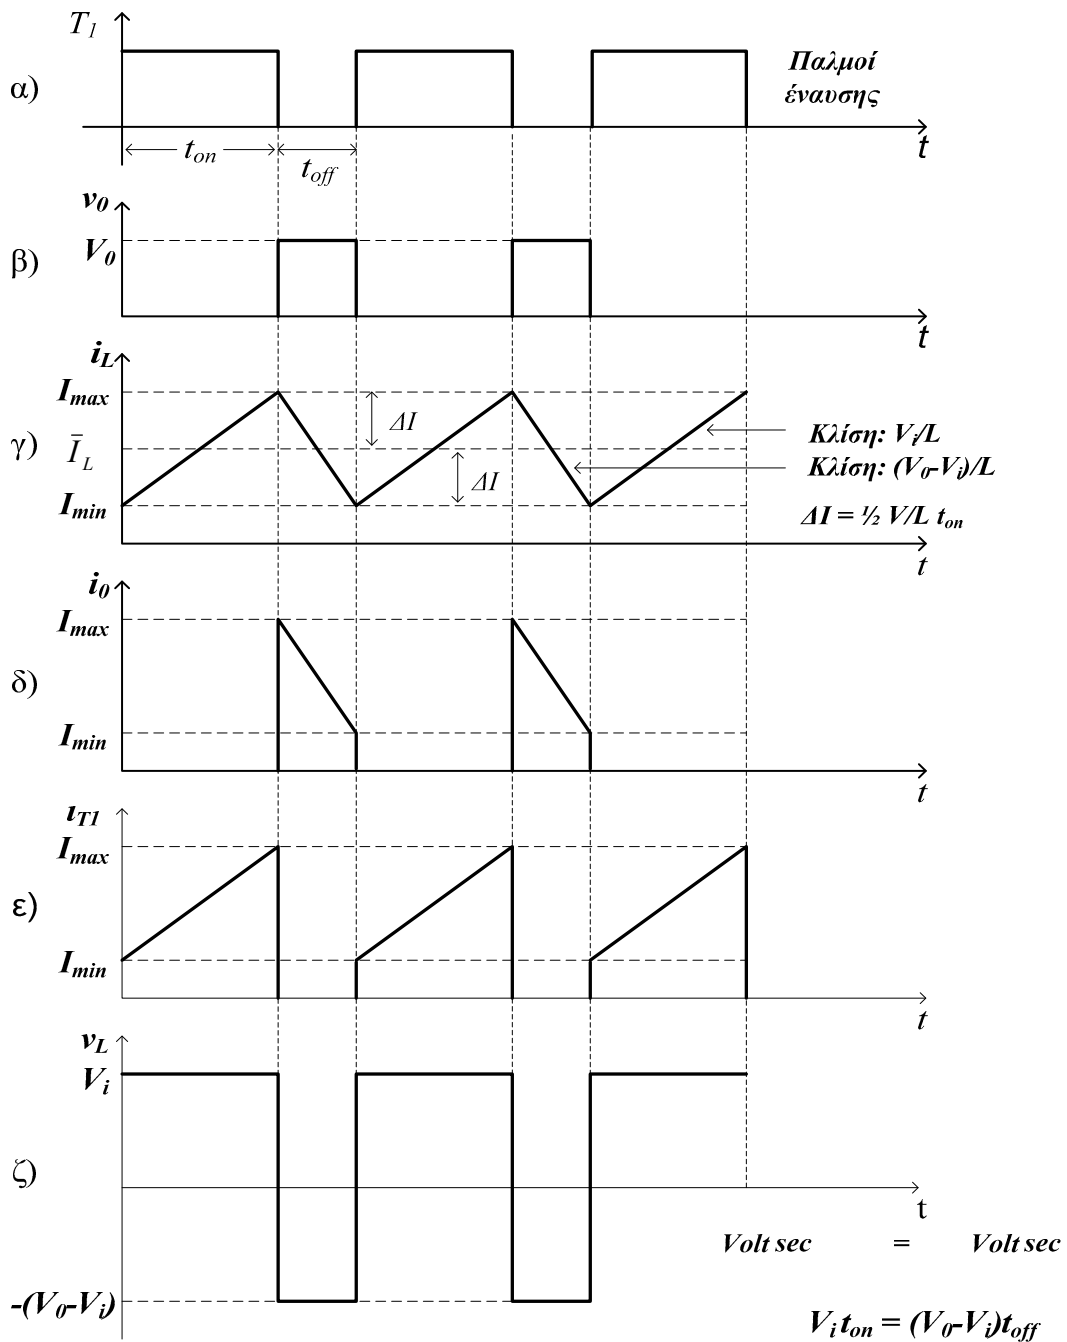 T1
α)
Παλμοί
έναυσης
ton
toff
t
v0
V0
β)
t
iL
Imax
ΔI
γ)
ĪL
Κλίση: Vi/L
Κλίση: (V0-Vi)/L
ΔI
Imin
ΔI = ½ V/L ton
t
i0
Imax
δ)
Imin
t
ιT1
Imax
ε)
Imin
t
vL
Vi
ζ)
t
Volt sec = Volt sec
-(V0-Vi)
Vi ton = (V0-Vi)toff